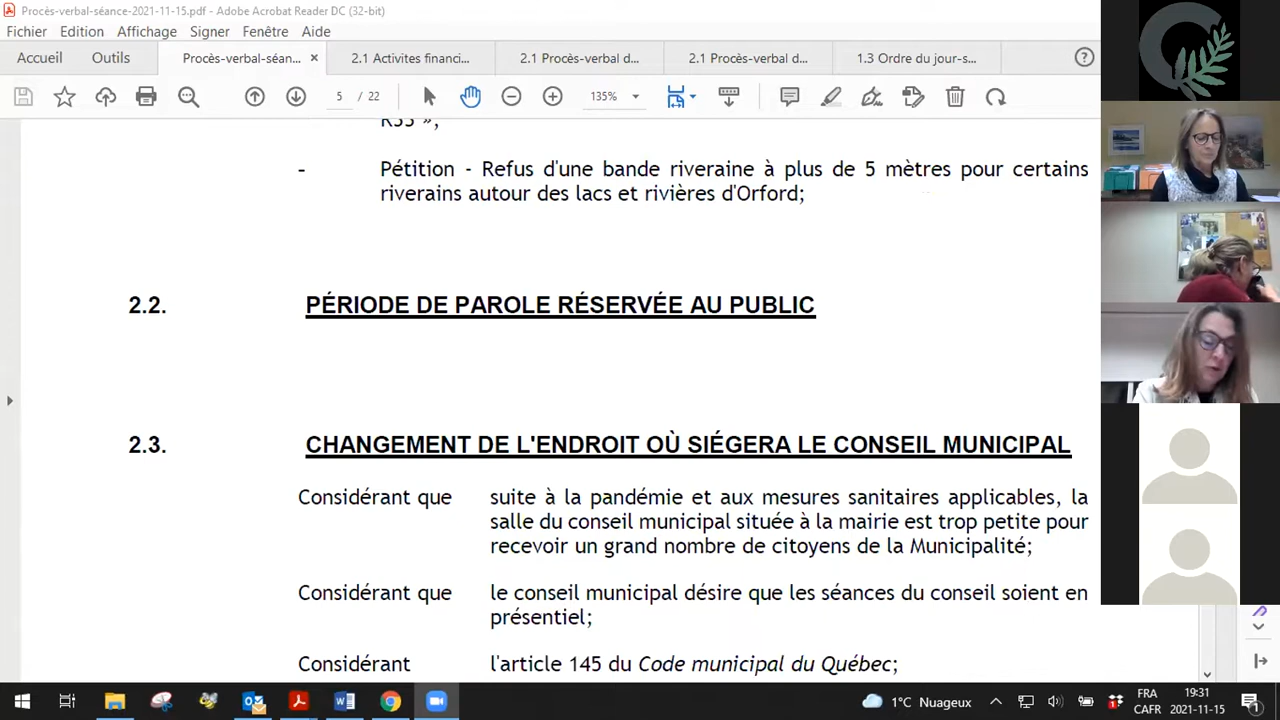 Procès-verbal-séance-2021-11-15.pdf - Adobe Acrobat Reader DC (32-bit)
Fichier Edition Affichage Signer Fenêtre Aide
Accueil Outils Procès-verbal-séan... × 2.1 Activites financi... 2.1 Procès-verbal d... 2.1 Procès-verbal d... 1.3 Ordre du jour-s...
5 / 22 135%
R55 »,
- Pétition - Refus d'une bande riveraine à plus de 5 mètres pour certains
riverains autour des lacs et rivières d'Orford;
2.2. PÉRIODE DE PAROLE RÉSERVÉE AU PUBLIC
2.3. CHANGEMENT DE L'ENDROIT OÙ SIÉGERA LE CONSEIL MUNICIPAL
Considérant que suite à la pandémie et aux mesures sanitaires applicables, la
salle du conseil municipal située à la mairie est trop petite pour
recevoir un grand nombre de citoyens de la Municipalité;
Considérant que le conseil municipal désire que les séances du conseil soient en
présentiel;
Considérant l'article 145 du Code municipal du Québec;
1°C Nuageux
FRA
CAFR
19:31
2021-11-15